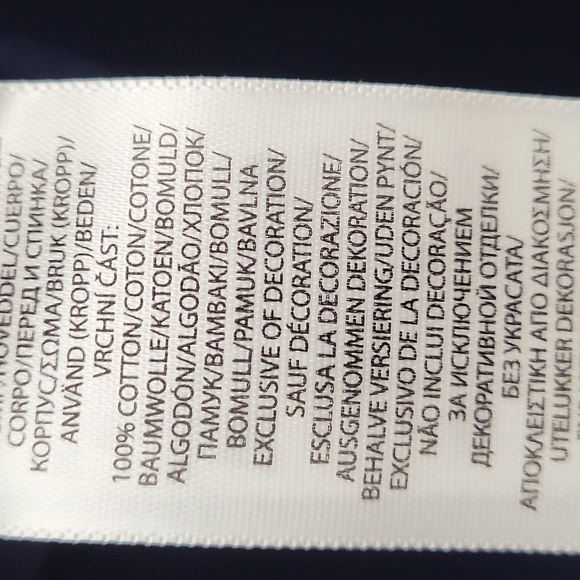 CORPO/ПЕРЕД И СПИНКА/
КОРПУС/ΣΩΜΑ/BRUK (KROPP)/
ANVÄND (KROPP)/BEDEN/
VRCHNÍ ČÁST:
100% COTTON/COTON/COTONE/
BAUMWOLLE/KATOEN/BOMULD/
ALGODÓN/ALGODÃO/ХЛОПОК/
ПАМУК/ΒΑΜΒΑΚΙ/BOMULL/
BOMULL/PAMUK/BAVLNA
EXCLUSIVE OF DECORATION/
SAUF DÉCORATION/
ESCLUSA LA DECORAZIONE/
AUSGENOMMEN DEKORATION/
BEHALVE VERSIERING/UDEN PYNT/
EXCLUSIVO DE LA DECORACIÓN/
NÃO INCLUI DECORAÇÃO/
ЗА ИСКЛЮЧЕНИЕМ
ДЕКОРАТИВНОЙ ОТДЕЛКИ/
БЕЗ УКРАСАТА/
ΑΠΟΚΛΕΙΣΤΙΚΗ ΑΠΟ ΔΙΑΚΟΣΜΗΣΗ/
UTELUKKER DEKORASJON/